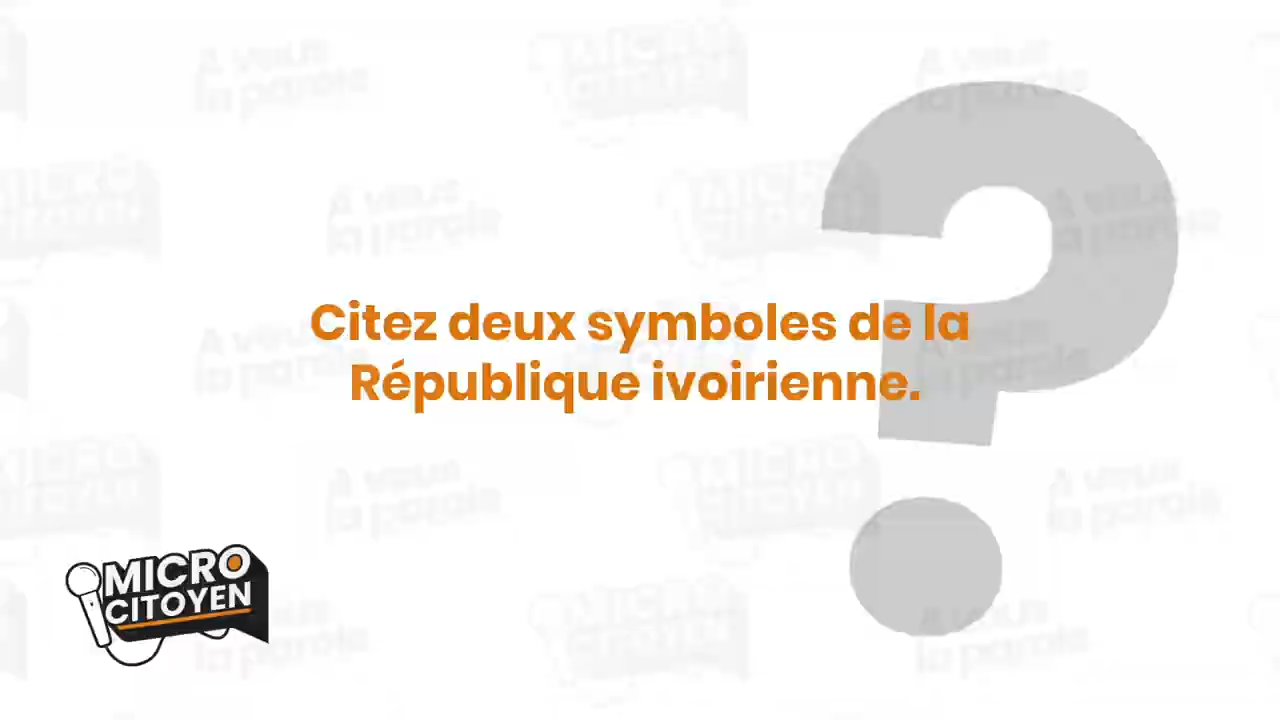 Citez deux symboles de la
République ivoirienne.
MICRO
CITOYEN